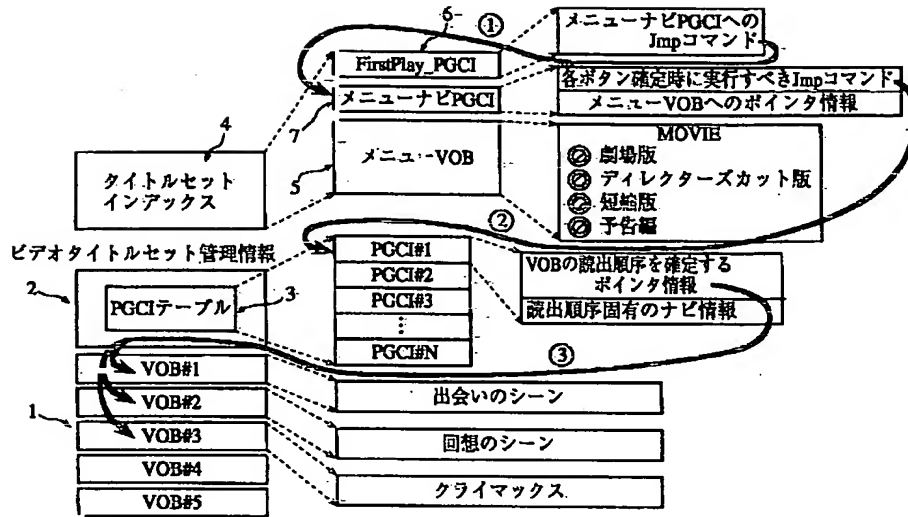 6
①
メニューナビPGCIへの
Jmpコマンド
FirstPlay_PGCI
メニューナビPGCI
7
各ボタン確定時に実行すべきJmpコマンド
メニューVOBへのポインタ情報
4
タイトルセット
インデックス
メニューVOB
5
MOVIE
劇場版
ディレクターズカット版
短縮版
予告編
②
ビデオタイトルセット管理情報
2
PGCIテーブル
3
PGCI#1
PGCI#2
PGCI#3
⋮
PGCI#N
VOBの読出順序を確定する
ポインタ情報
読出順序固有のナビ情報
③
1
VOB#1
VOB#2
VOB#3
VOB#4
VOB#5
出会いのシーン
回想のシーン
クライマックス